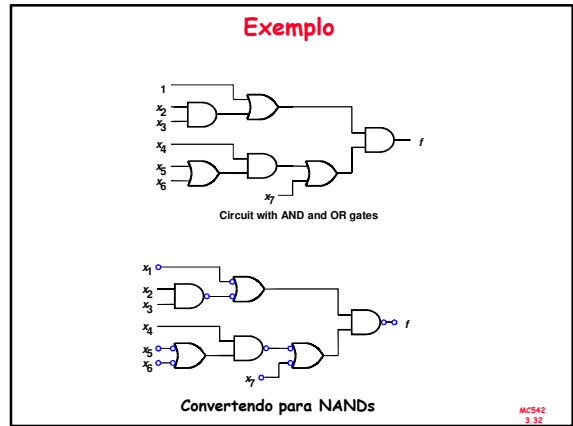 Exemplo
1
x2
x3
x4
x5
x6
x7
f
Circuit with AND and OR gates
x1
x2
x3
x4
x5
x6
x7
f
Convertendo para NANDs
MC542
3.32